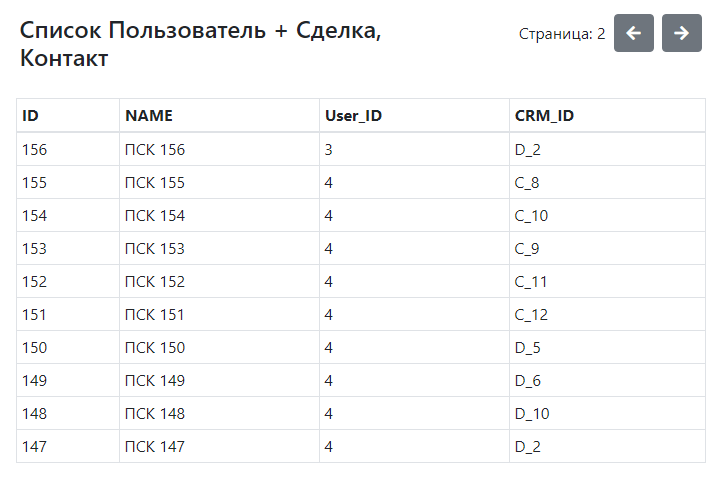 Список Пользователь + Сделка,
Контакт
Страница: 2
ID NAME User_ID CRM_ID
156 ПСК 156 3 D_2
155 ПСК 155 4 C_8
154 ПСК 154 4 C_10
153 ПСК 153 4 C_9
152 ПСК 152 4 C_11
151 ПСК 151 4 C_12
150 ПСК 150 4 D_5
149 ПСК 149 4 D_6
148 ПСК 148 4 D_10
147 ПСК 147 4 D_2